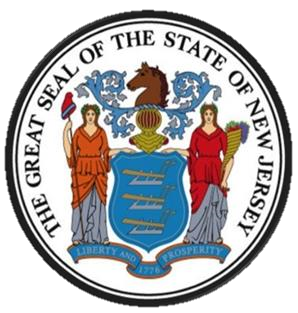 THE GREAT SEAL OF THE STATE OF NEW JERSEY
LIBERTY AND
1776
PROSPERITY